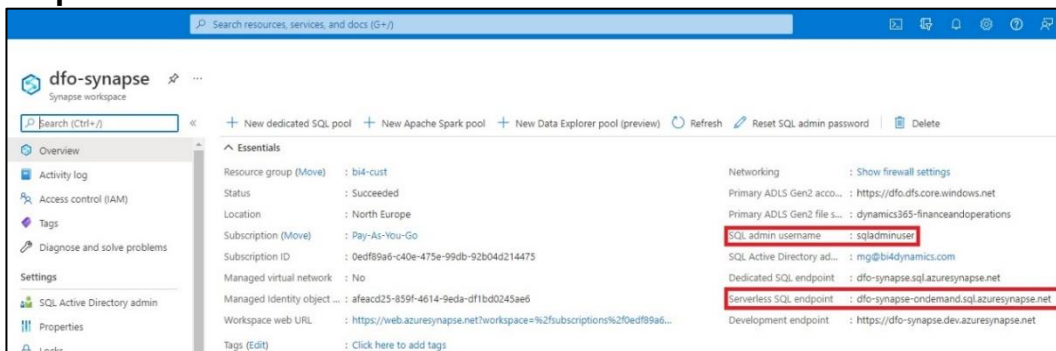 Search resources, services, and docs (G+/)
dfo-synapse
Synapse workspace
Search (Ctrl+/)
New dedicated SQL pool New Apache Spark pool New Data Explorer pool (preview) Refresh Reset SQL admin password Delete
Overview
Activity log
Access control (IAM)
Tags
Diagnose and solve problems
Settings
SQL Active Directory admin
Properties
Locks
Essentials
Resource group (Move) : bi4-cust
Status : Succeeded
Location : North Europe
Subscription (Move) : Pay-As-You-Go
Subscription ID : 0edf89a6-c40e-475e-99db-92b04d214475
Managed virtual network : No
Managed Identity object ... : afeacd25-859f-4614-9eda-df1bd0245ae6
Workspace web URL : https://web.azuresynapse.net?workspace=%2fsubscriptions%2f0edf89a6...
Tags (Edit) : Click here to add tags
Networking : Show firewall settings
Primary ADLS Gen2 acco... : https://dfo.dfs.core.windows.net
Primary ADLS Gen2 file s... : dynamics365-financeandoperations
SQL admin username : sqladminuser
SQL Active Directory ad... : mg@bi4dynamics.com
Dedicated SQL endpoint : dfo-synapse.sql.azuresynapse.net
Serverless SQL endpoint : dfo-synapse-ondemand.sql.azuresynapse.net
Development endpoint : https://dfo-synapse.dev.azuresynapse.net